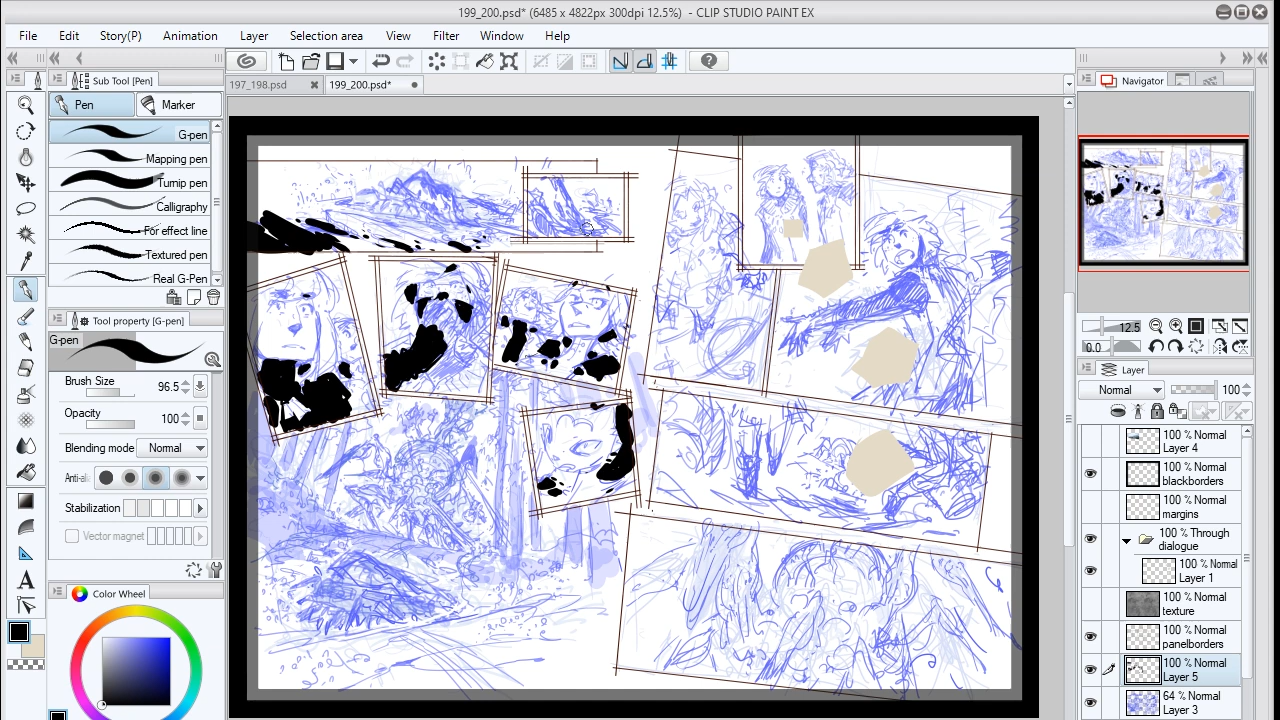 199_200.psd* (6485 x 4822px 300dpi 12.5%)  - CLIP STUDIO PAINT EX
File Edit Story(P) Animation Layer Selection area View Filter Window Help
Sub Tool [Pen]
197_198.psd
199_200.psd*
Navigator
Pen
Marker
G-pen
Mapping pen
Turnip pen
Calligraphy
For effect line
Textured pen
Real G-Pen
Tool property [G-pen]
G-pen
Brush Size 96.5
Opacity 100
Blending mode Normal
Anti-ali
Stabilization
Vector magnet
Color Wheel
12.5
0.0
Layer
Normal 100
100 % Normal
Layer 4
100 % Normal
blackborders
100 % Normal
margins
100 % Through
dialogue
100 % Normal
Layer 1
100 % Normal
texture
100 % Normal
panelborders
100 % Normal
Layer 5
64 % Normal
Layer 3